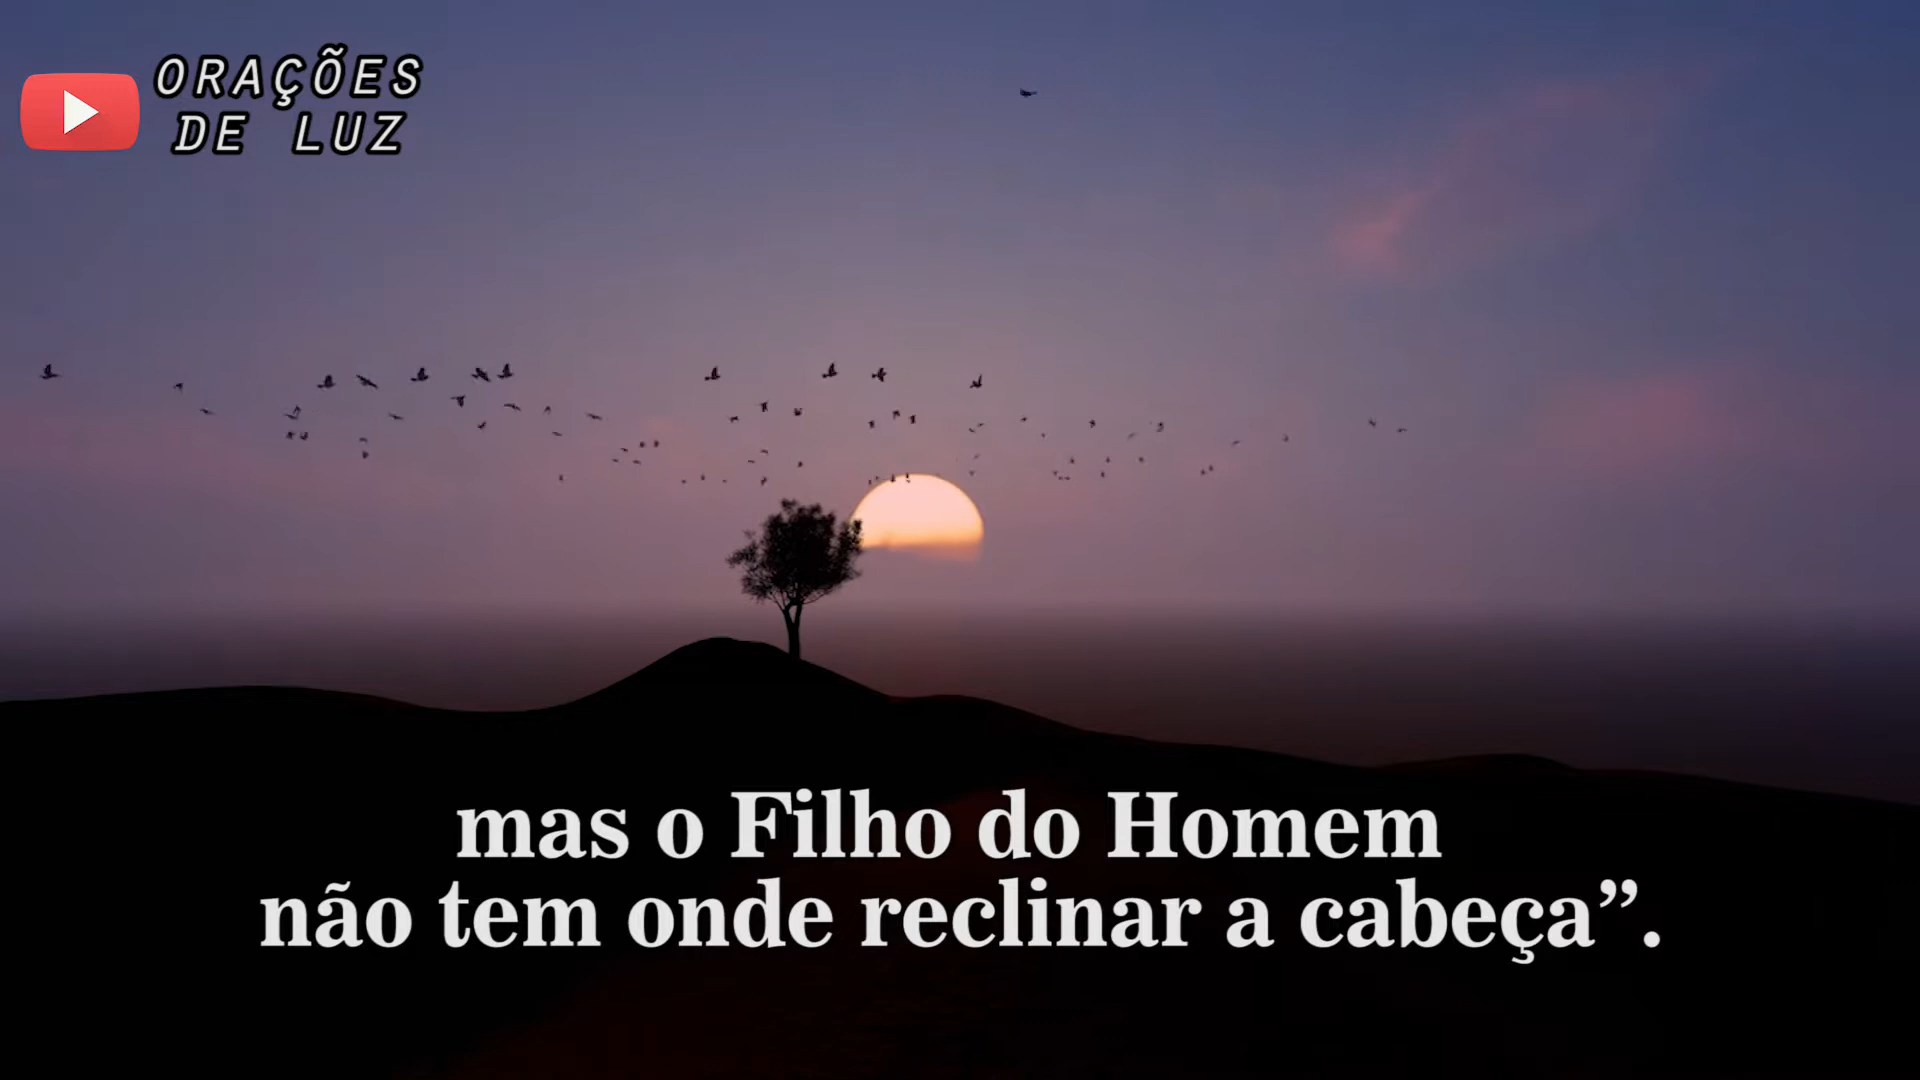 ORAÇÕES
DE LUZ
mas o Filho do Homem
não tem onde reclinar a cabeça”.